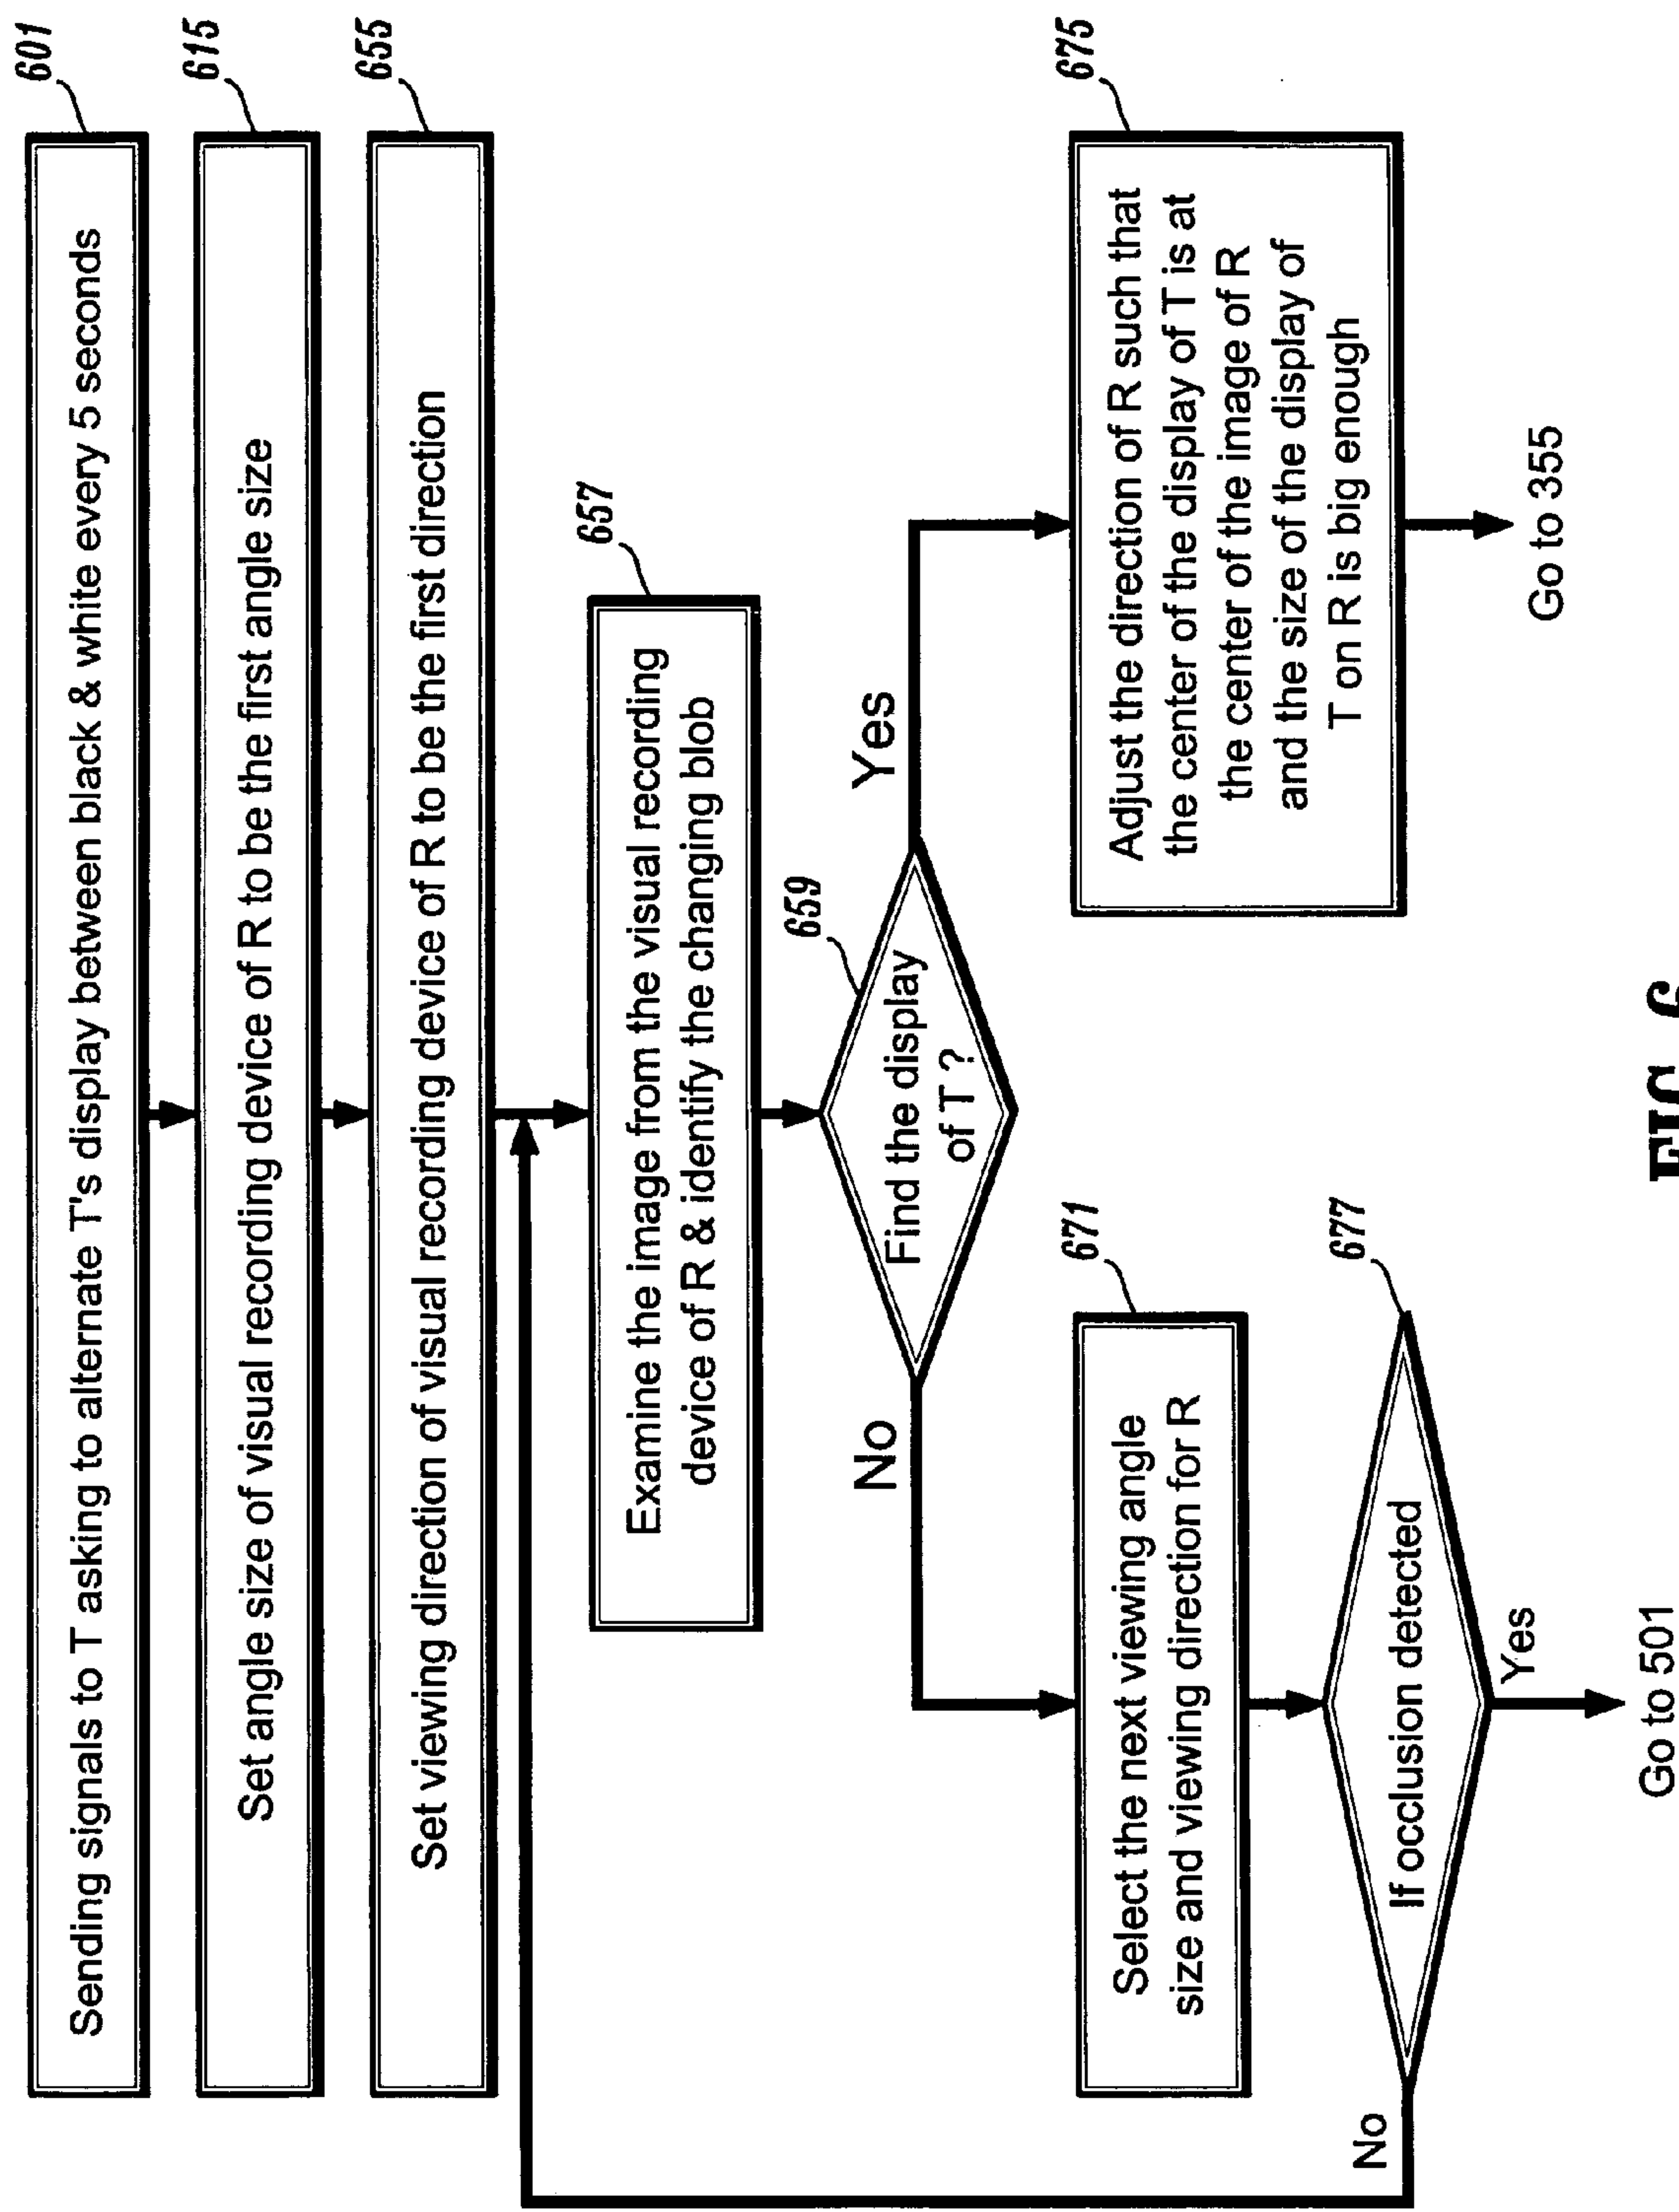 601
Sending signals to T asking to alternate T's display between black & white every 5 seconds
615
Set angle size of visual recording device of R to be the first angle size
655
Set viewing direction of visual recording device of R to be the first direction
657
Examine the image from the visual recording
device of R & identify the changing blob
659
Find the display
of T ?
No
Yes
671
Select the next viewing angle
size and viewing direction for R
675
Adjust the direction of R such that
the center of the display of T is at
the center of the image of R
and the size of the display of
T on R is big enough
677
If occlusion detected
No
Yes
Go to 355
Go to 501